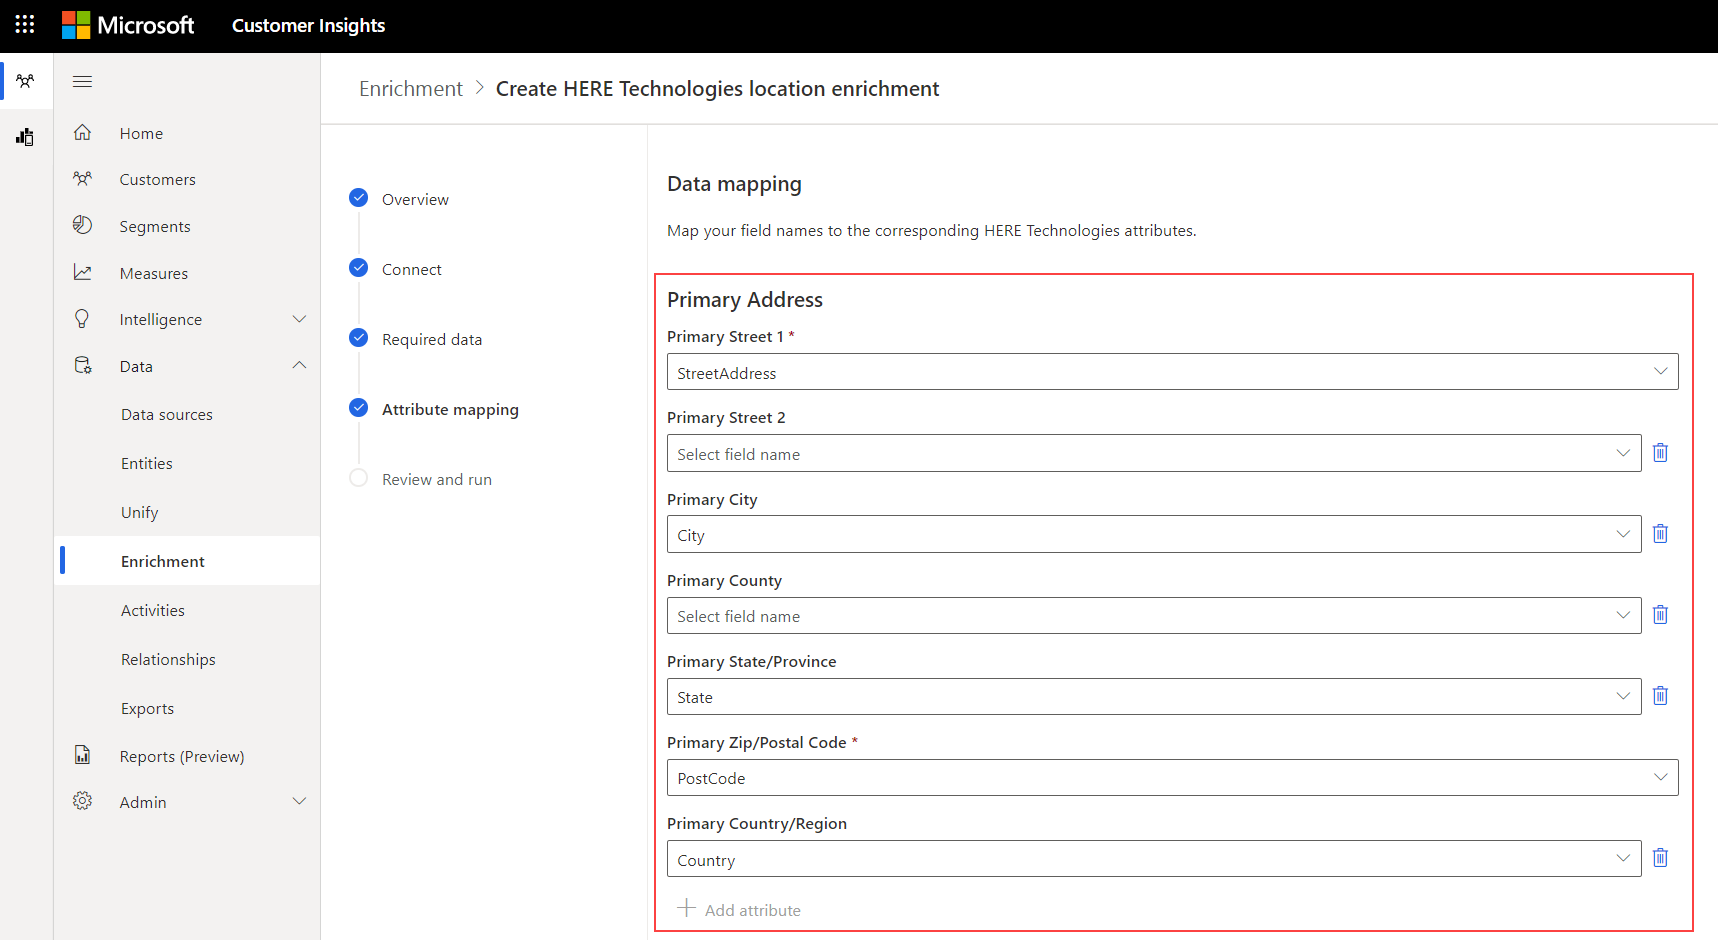 Microsoft Customer Insights
Enrichment > Create HERE Technologies location enrichment
Home
Customers
Segments
Measures
Intelligence
Data
Data sources
Entities
Unify
Enrichment
Activities
Relationships
Exports
Reports (Preview)
Admin
Overview
Connect
Required data
Attribute mapping
Review and run
Data mapping
Map your field names to the corresponding HERE Technologies attributes.
Primary Address
Primary Street 1 *
StreetAddress
Primary Street 2
Select field name
Primary City
City
Primary County
Select field name
Primary State/Province
State
Primary Zip/Postal Code *
PostCode
Primary Country/Region
Country
Add attribute